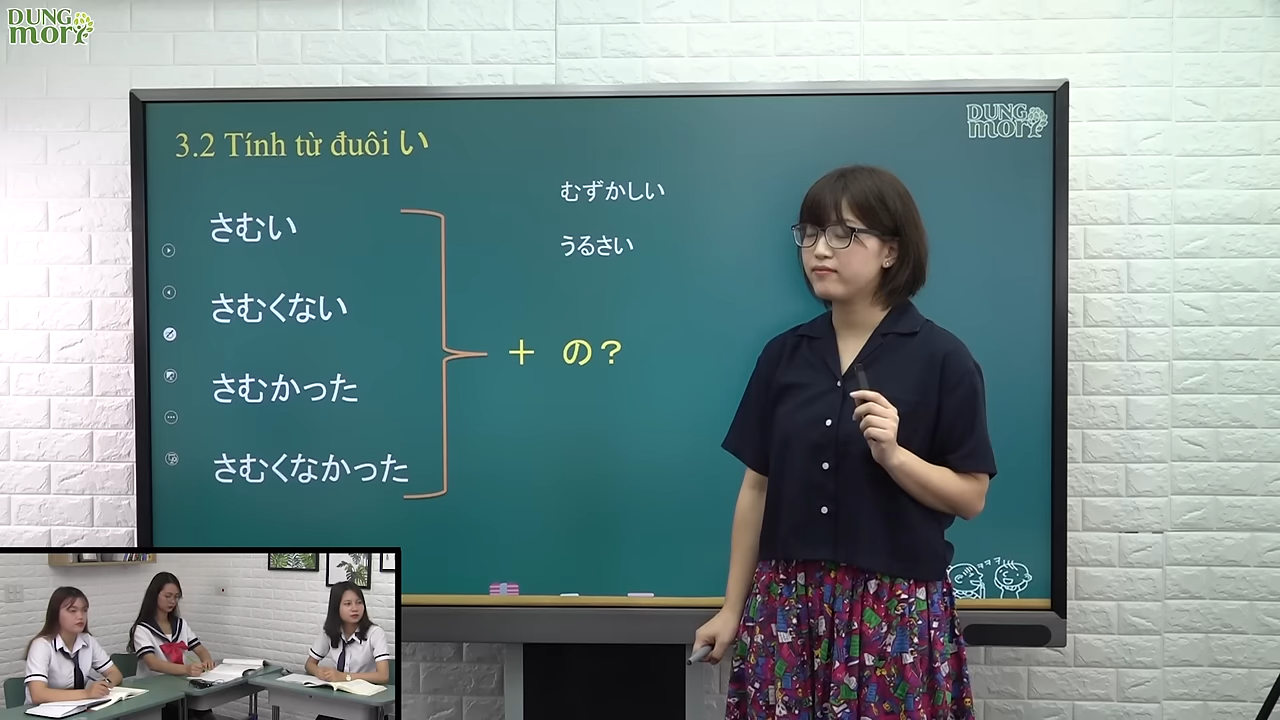 DUNG
mori
DUNG
mori
3.2 Tính từ đuôi い
さむい
さむくない
さむかった
さむくなかった
＋ の？
むずかしい
うるさい